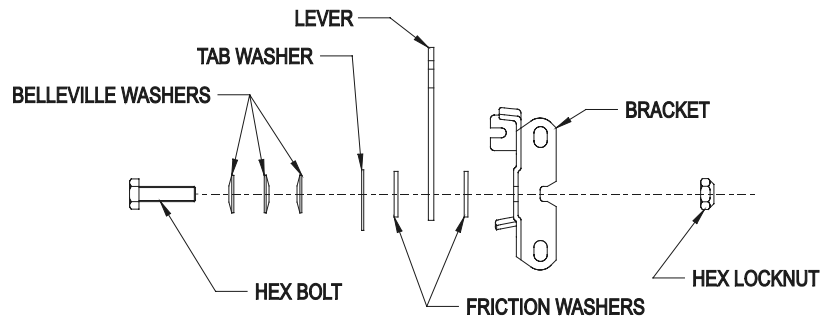 LEVER
TAB WASHER
BELLEVILLE WASHERS
BRACKET
HEX BOLT
FRICTION WASHERS
HEX LOCKNUT